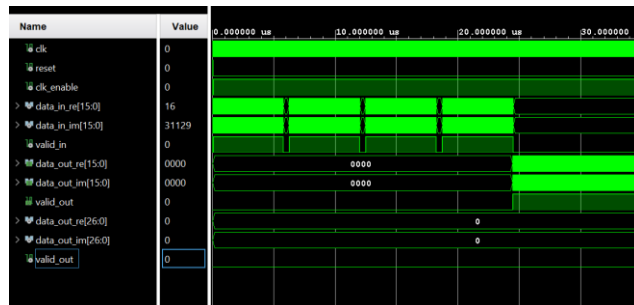 Name Value
0.000000 us 10.000000 us 20.000000 us 30.000000
clk 0
reset 0
clk_enable 0
data_in_re[15:0] 16
data_in_im[15:0] 31129
valid_in 0
data_out_re[15:0] 0000 0000
data_out_im[15:0] 0000 0000
valid_out 0
data_out_re[26:0] 0 0
data_out_im[26:0] 0 0
valid_out 0